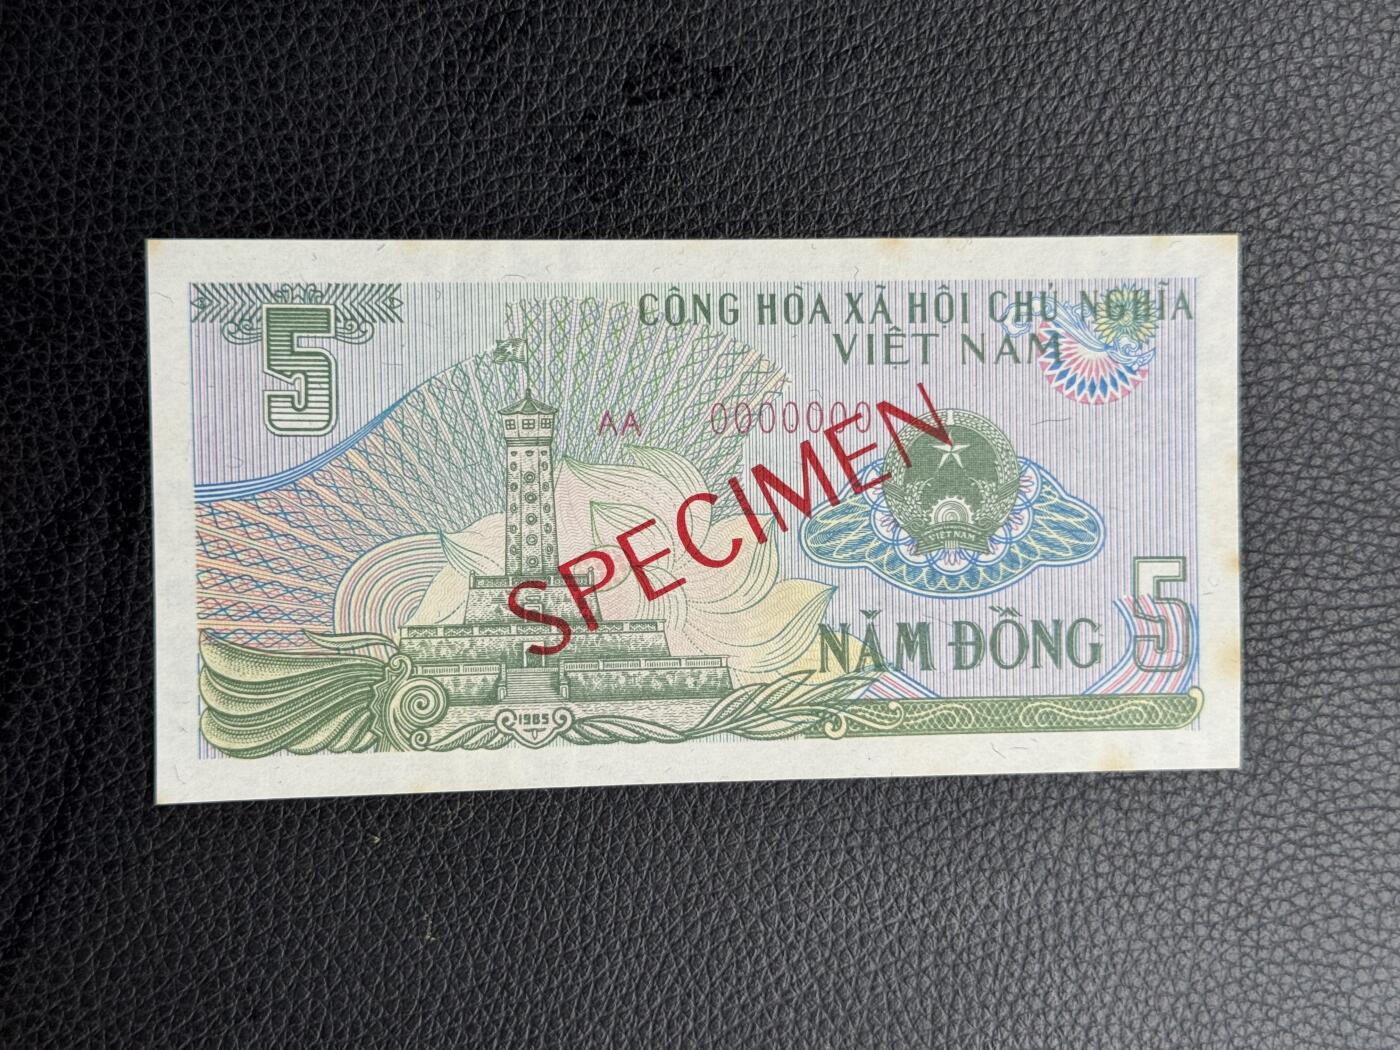 5
CỘNG HÒA XÃ HỘI CHỦ NGHĨA
VIỆT NAM
AA 0000000
SPECIMEN
VIỆT NAM
NĂM ĐỒNG
5
1985